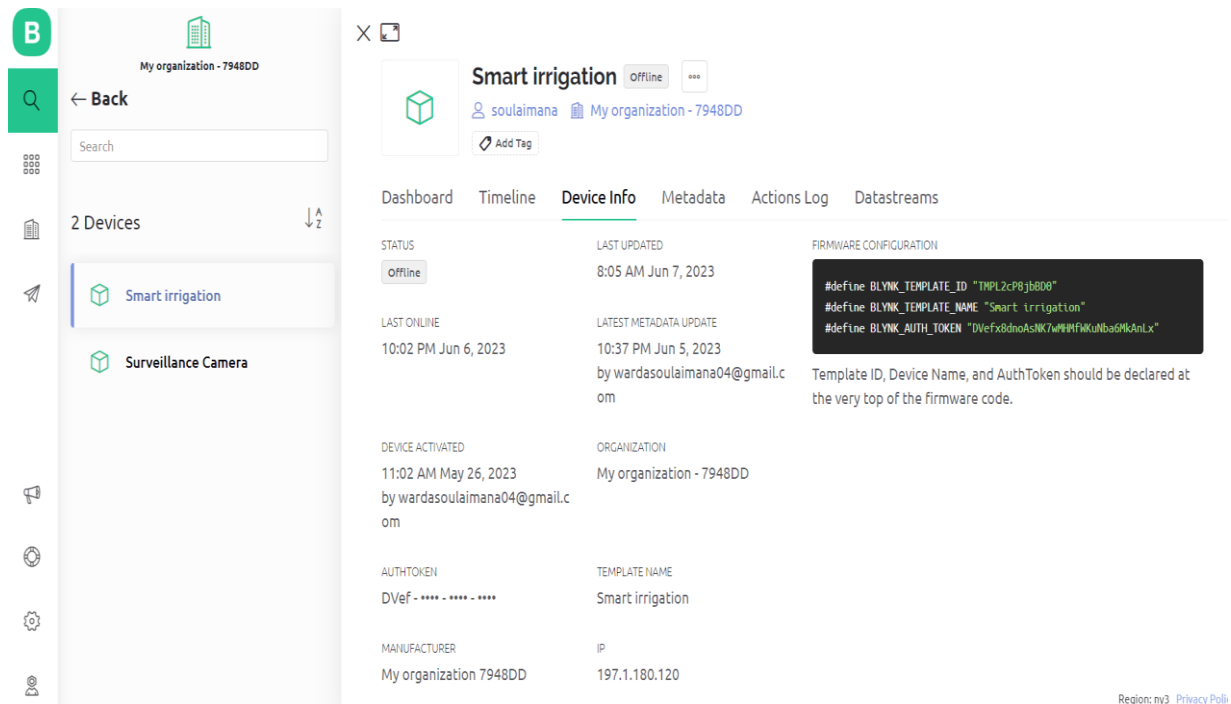 B
My organization - 7948DD
← Back
Search
2 Devices
A
Z
Smart irrigation
Surveillance Camera
Smart irrigation Offline
soulaimana My organization - 7948DD
Add Tag
Dashboard Timeline Device Info Metadata Actions Log Datastreams
STATUS
Offline
LAST UPDATED
8:05 AM Jun 7, 2023
FIRMWARE CONFIGURATION
#define BLYNK_TEMPLATE_ID "TMPL2cP8jbBD0"
#define BLYNK_TEMPLATE_NAME "Smart irrigation"
#define BLYNK_AUTH_TOKEN "DVefx8dnoAsNK7wMHMfWKuNba6MkAnLx"
Template ID, Device Name, and AuthToken should be declared at
the very top of the firmware code.
LAST ONLINE
10:02 PM Jun 6, 2023
LATEST METADATA UPDATE
10:37 PM Jun 5, 2023
by wardasoulaimana04@gmail.c
om
DEVICE ACTIVATED
11:02 AM May 26, 2023
by wardasoulaimana04@gmail.c
om
ORGANIZATION
My organization - 7948DD
AUTHTOKEN
DVef - •••• - •••• - ••••
TEMPLATE NAME
Smart irrigation
MANUFACTURER
My organization 7948DD
IP
197.1.180.120
Region: ny3 Privacy Poli